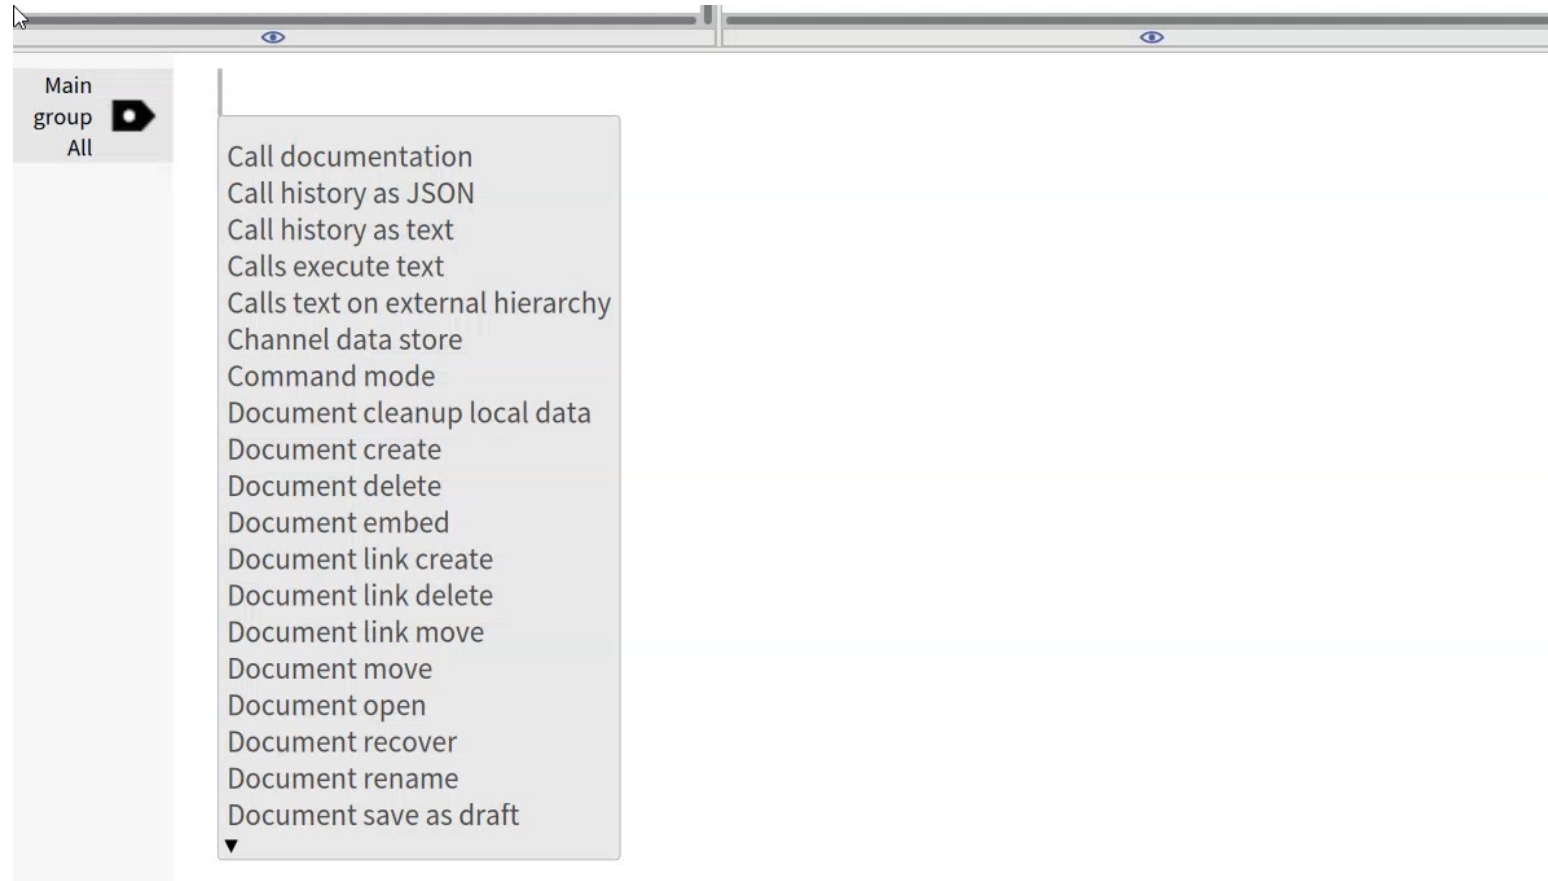 Main
group
All
Call documentation
Call history as JSON
Call history as text
Calls execute text
Calls text on external hierarchy
Channel data store
Command mode
Document cleanup local data
Document create
Document delete
Document embed
Document link create
Document link delete
Document link move
Document move
Document open
Document recover
Document rename
Document save as draft